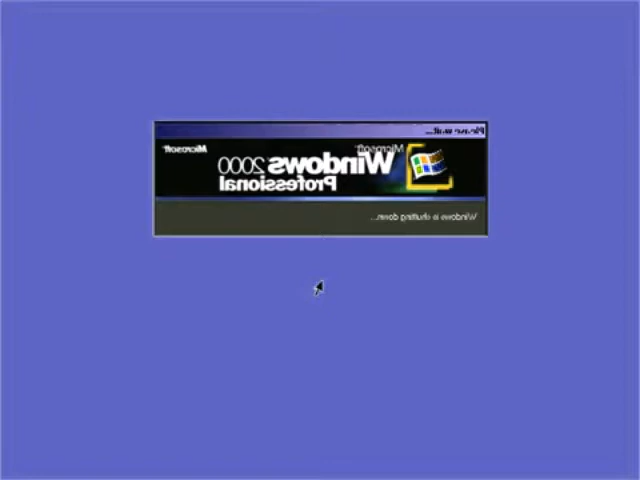 Please wait...
Microsoft
Microsoft
Windows 2000
Professional
Windows is shutting down...